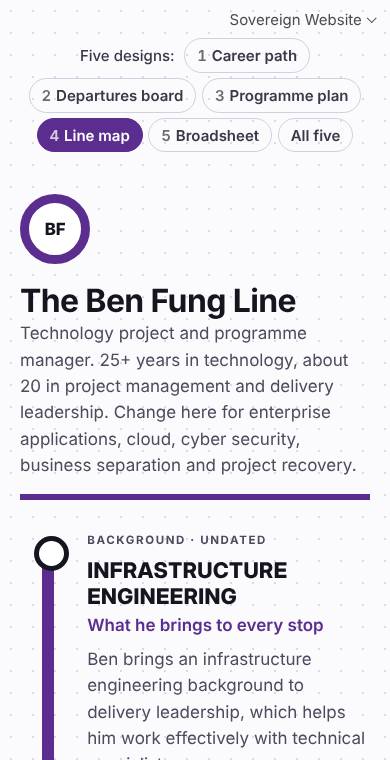 Sovereign Website
Five designs: 1 Career path
2 Departures board 3 Programme plan
4 Line map 5 Broadsheet All five
BF
The Ben Fung Line
Technology project and programme
manager. 25+ years in technology, about
20 in project management and delivery
leadership. Change here for enterprise
applications, cloud, cyber security,
business separation and project recovery.
BACKGROUND · UNDATED
INFRASTRUCTURE
ENGINEERING
What he brings to every stop
Ben brings an infrastructure
engineering background to
delivery leadership, which helps
him work effectively with technical